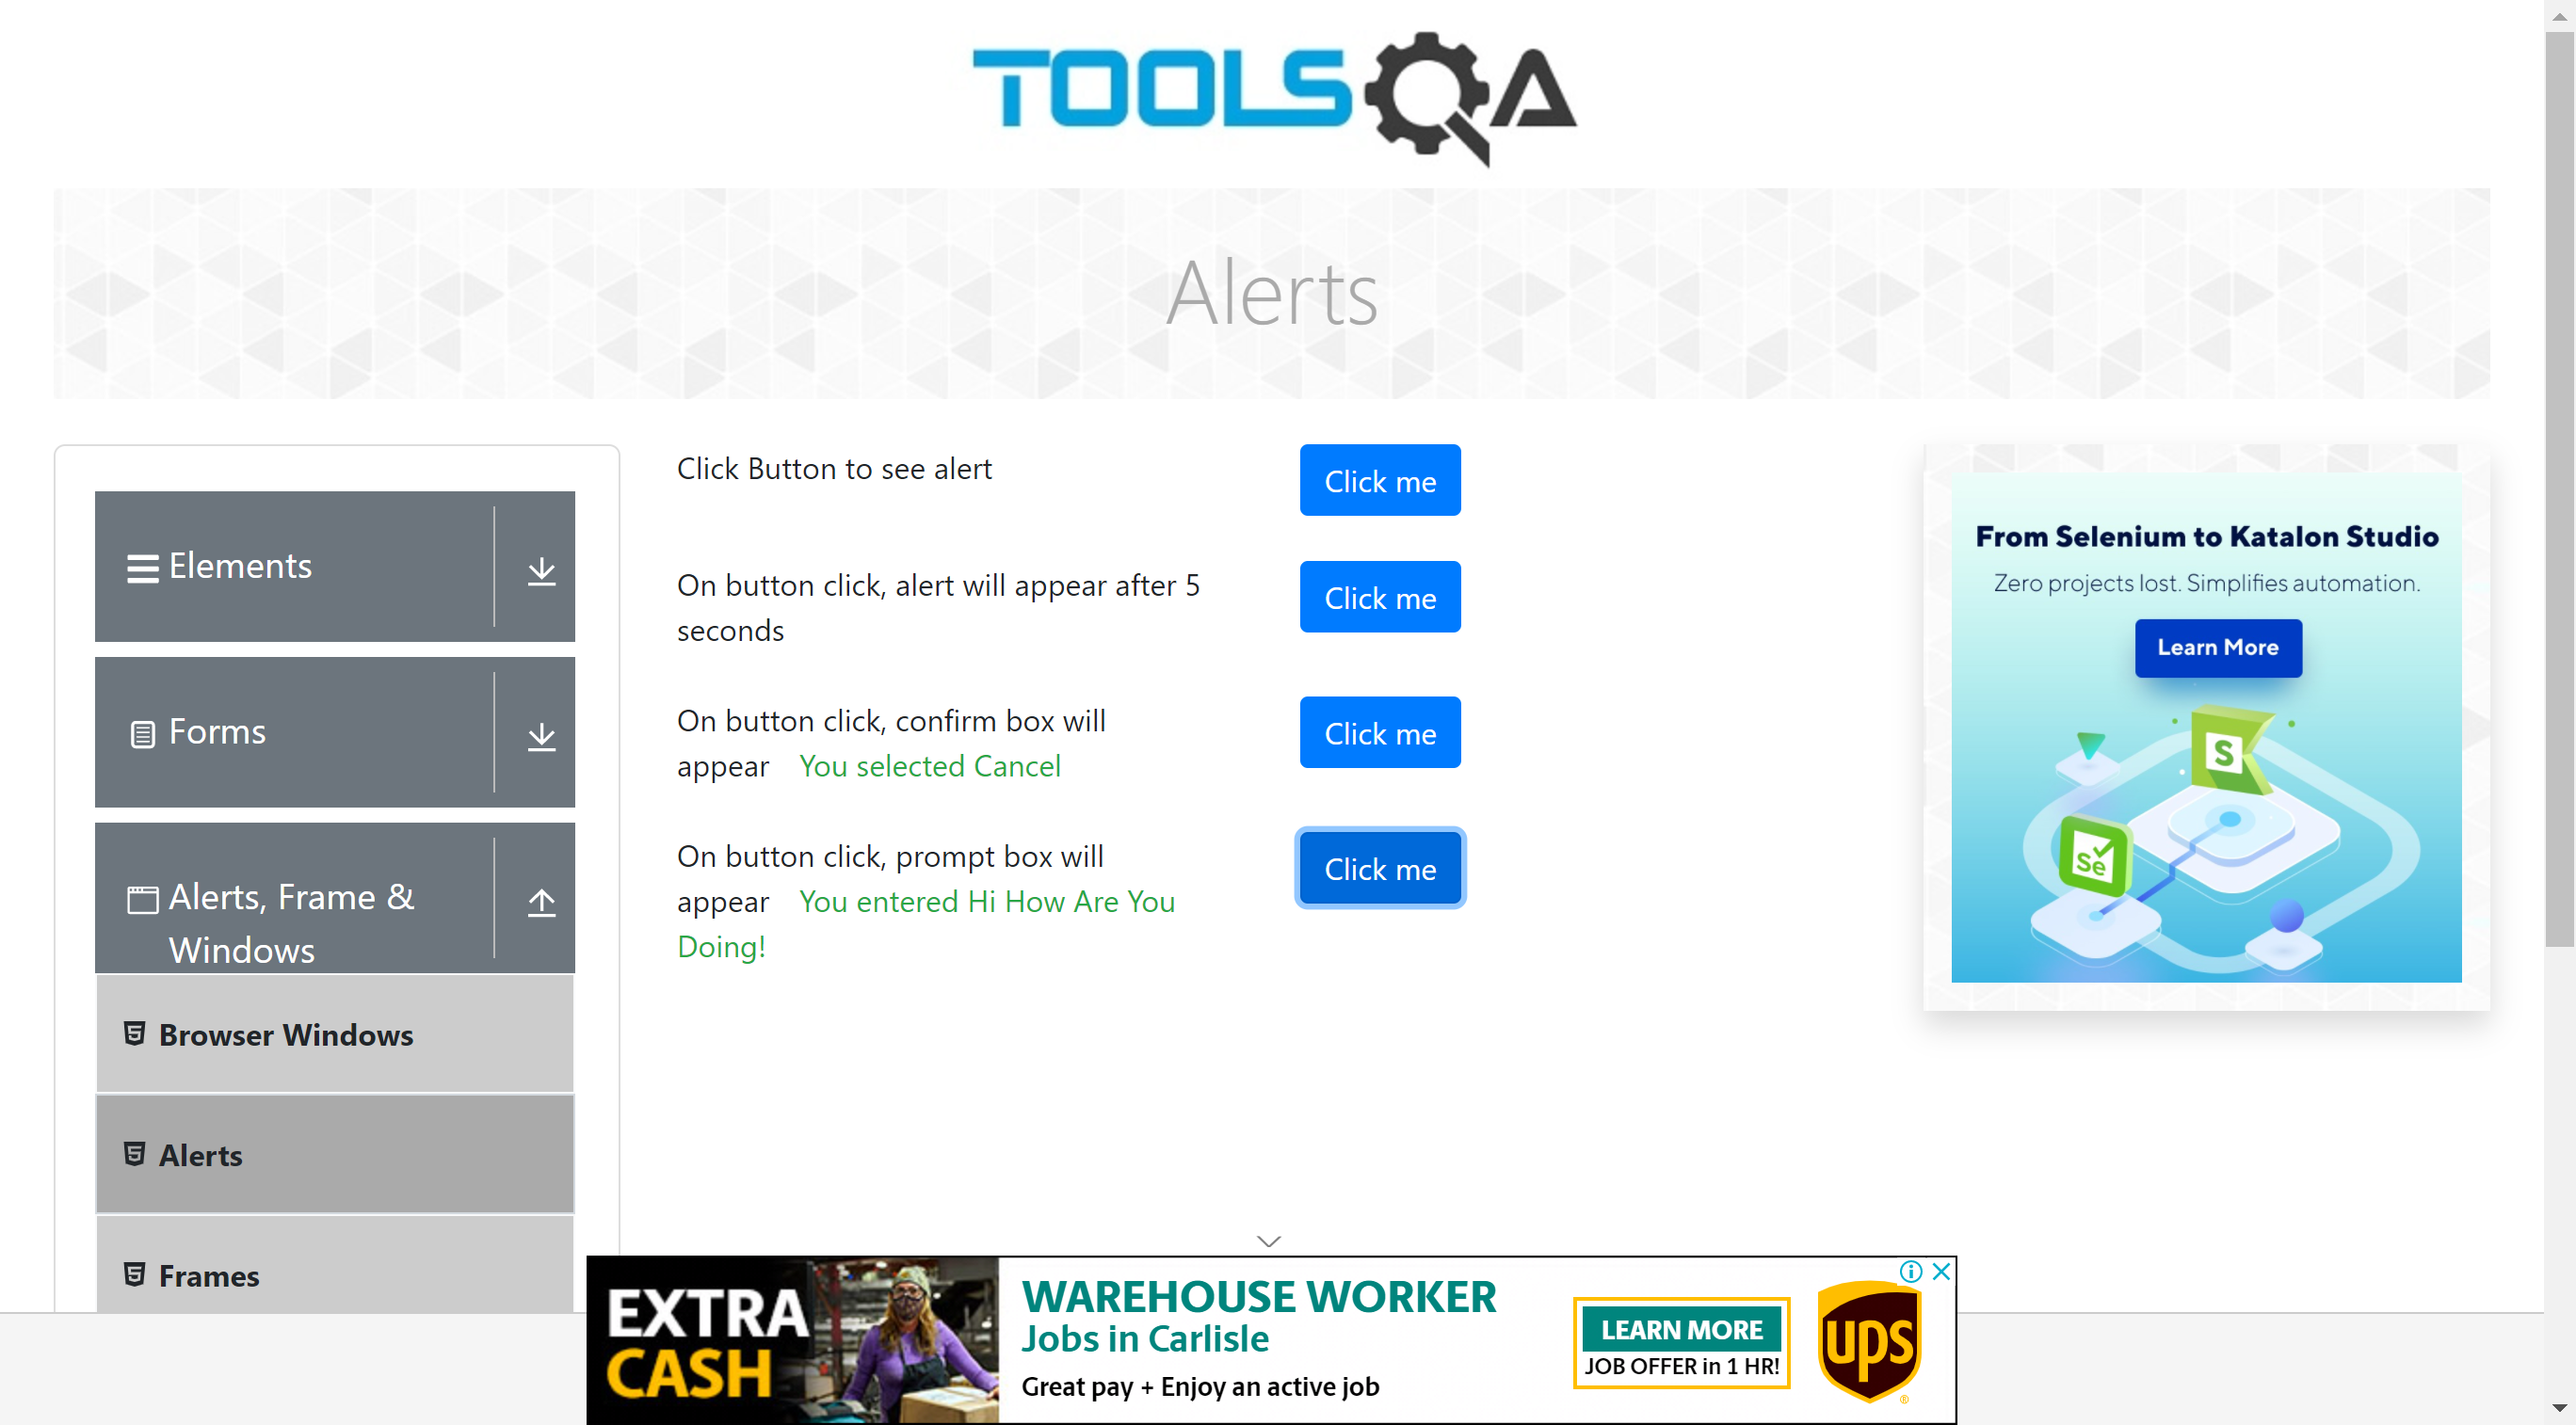 TOOLSQA
Alerts
Elements
Forms
Alerts, Frame &
Windows
Browser Windows
Alerts
Frames
Click Button to see alert
Click me
On button click, alert will appear after 5
seconds
Click me
On button click, confirm box will
appear You selected Cancel
Click me
On button click, prompt box will
appear You entered Hi How Are You
Doing!
Click me
From Selenium to Katalon Studio
Zero projects lost. Simplifies automation.
Learn More
S
Se
EXTRA
CASH
WAREHOUSE WORKER
Jobs in Carlisle
Great pay + Enjoy an active job
LEARN MORE
JOB OFFER in 1 HR!
ups
®